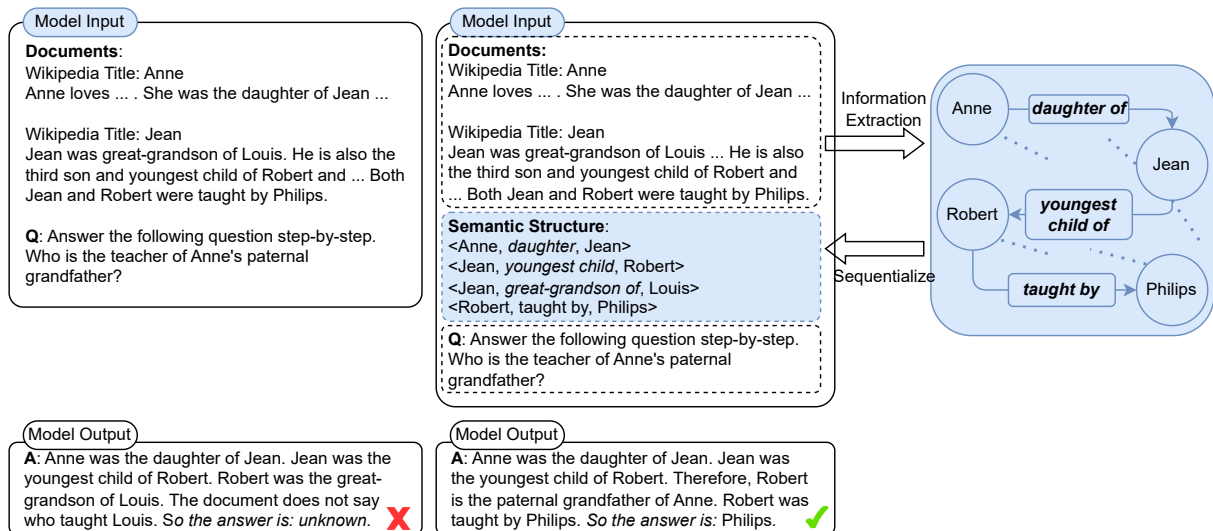 Model Input
Documents:
Wikipedia Title: Anne
Anne loves ... . She was the daughter of Jean ...
Wikipedia Title: Jean
Jean was great-grandson of Louis. He is also the
third son and youngest child of Robert and ... Both
Jean and Robert were taught by Philips.
Q: Answer the following question step-by-step.
Who is the teacher of Anne's paternal
grandfather?
Model Input
Documents:
Wikipedia Title: Anne
Anne loves ... . She was the daughter of Jean ...
Wikipedia Title: Jean
Jean was great-grandson of Louis ... He is also
the third son and youngest child of Robert and
... Both Jean and Robert were taught by Philips.
Semantic Structure:
<Anne, daughter, Jean>
<Jean, youngest child, Robert>
<Jean, great-grandson of, Louis>
<Robert, taught by, Philips>
Q: Answer the following question step-by-step.
Who is the teacher of Anne's paternal
grandfather?
Information
Extraction
Sequentialize
Anne
daughter of
Jean
Robert
youngest
child of
taught by
Philips
Model Output
A: Anne was the daughter of Jean. Jean was the
youngest child of Robert. Robert was the great-
grandson of Louis. The document does not say
who taught Louis. So the answer is: unknown.
Model Output
A: Anne was the daughter of Jean. Jean was
the youngest child of Robert. Therefore, Robert
is the paternal grandfather of Anne. Robert was
taught by Philips. So the answer is: Philips.